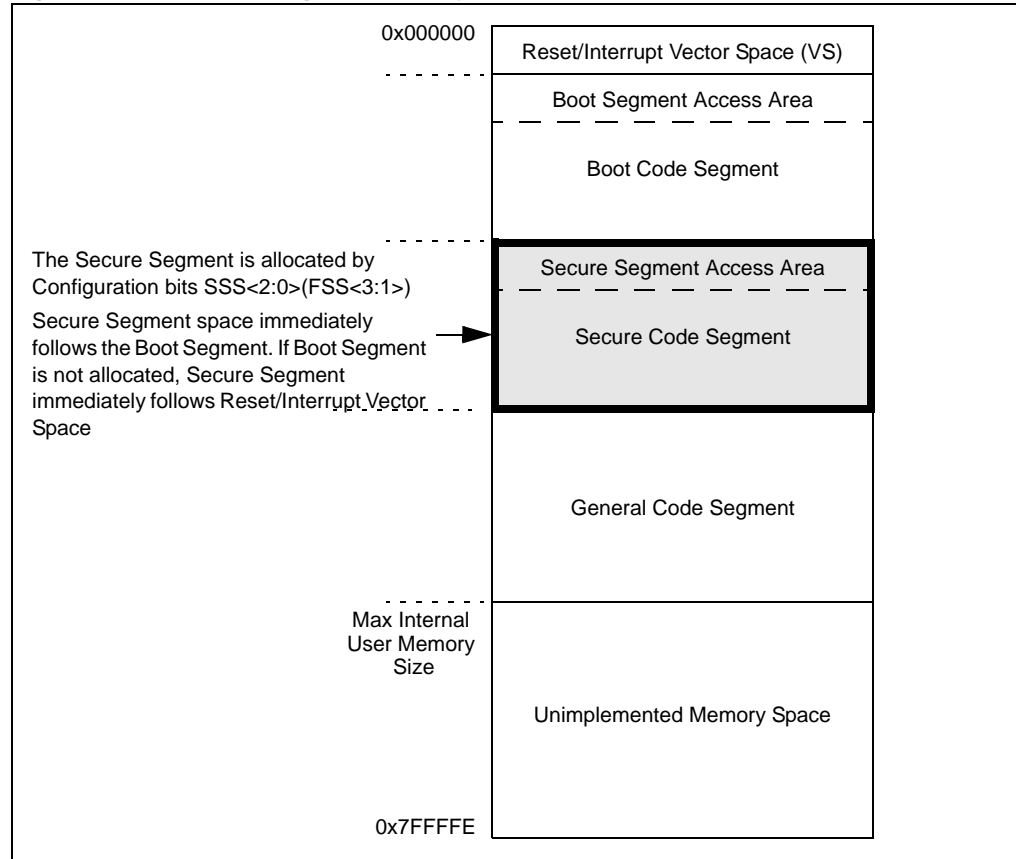 0x000000
Reset/Interrupt Vector Space (VS)
Boot Segment Access Area
Boot Code Segment
The Secure Segment is allocated by
Configuration bits SSS<2:0>(FSS<3:1>)
Secure Segment space immediately
follows the Boot Segment. If Boot Segment
is not allocated, Secure Segment
immediately follows Reset/Interrupt Vector
Space
Secure Segment Access Area
Secure Code Segment
General Code Segment
Max Internal
User Memory
Size
Unimplemented Memory Space
0x7FFFFE